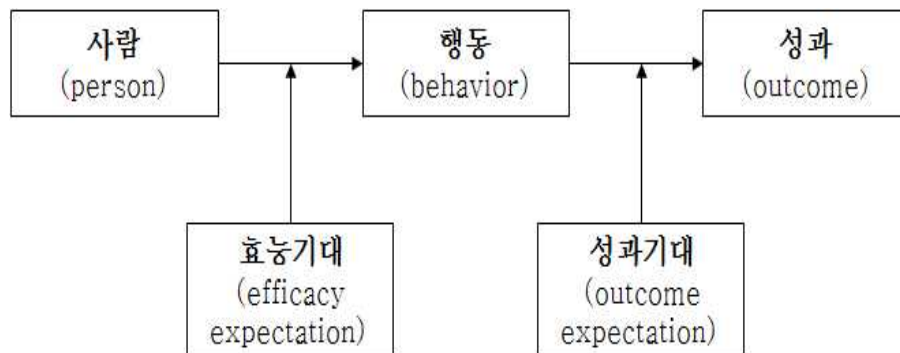 사람
(person)
행동
(behavior)
성과
(outcome)
효능기대
(efficacy
expectation)
성과기대
(outcome
expectation)